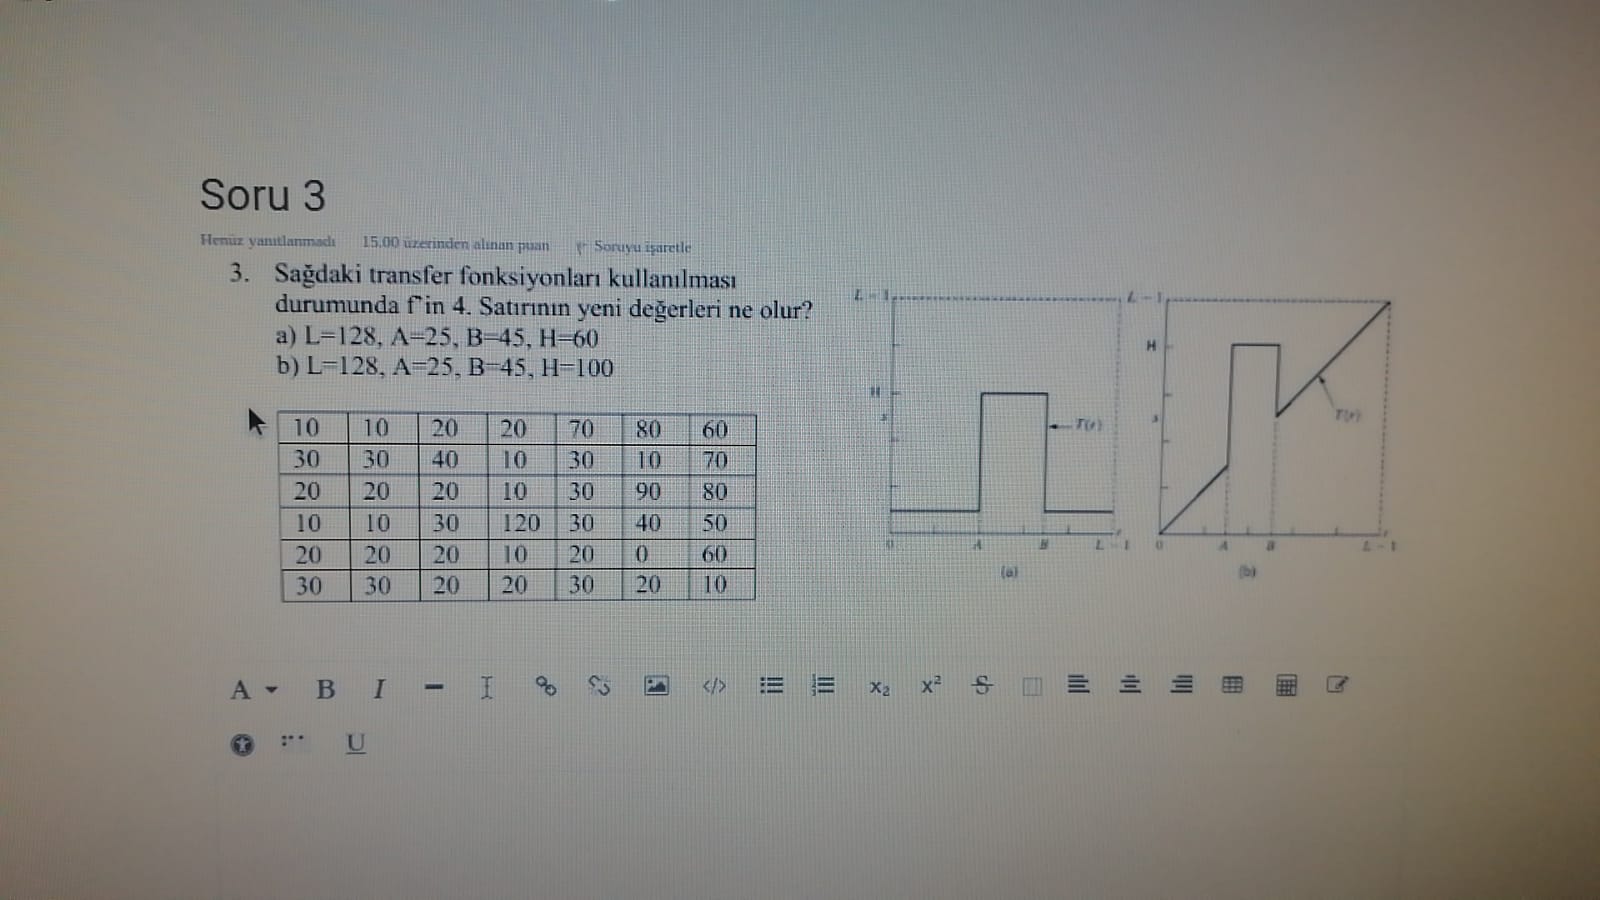 Soru 3
Henüz yanıtlanmadı 15,00 üzerinden alınan puan Soruyu işaretle
3. Sağdaki transfer fonksiyonları kullanılması
durumunda f'in 4. Satırının yeni değerleri ne olur?
a) L=128, A=25, B=45, H=60
b) L=128, A=25, B=45, H=100
10 10 20 20 70 80 60
30 30 40 10 30 10 70
20 20 20 10 30 90 80
10 10 30 120 30 40 50
20 20 20 10 20 0 60
30 30 20 20 30 20 10
L - 1
H
s
T(r)
0 A B L - 1
r
(a)
L - 1
H
s
T(r)
0 A B L - 1
r
(b)
A B I </> X₂ X² S
U